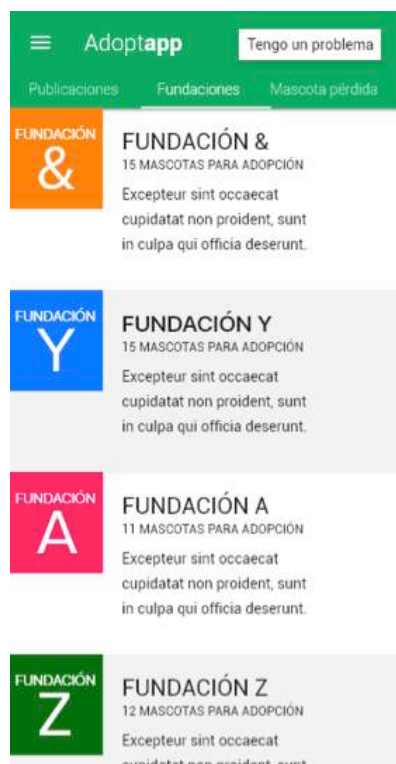 Adoptapp
Tengo un problema
Publicaciones
Fundaciones
Mascota pérdida
FUNDACIÓN
&
FUNDACIÓN &
15 MASCOTAS PARA ADOPCIÓN
Excepteur sint occaecat
cupidatat non proident, sunt
in culpa qui officia deserunt.
FUNDACIÓN
Y
FUNDACIÓN Y
15 MASCOTAS PARA ADOPCIÓN
Excepteur sint occaecat
cupidatat non proident, sunt
in culpa qui officia deserunt.
FUNDACIÓN
A
FUNDACIÓN A
11 MASCOTAS PARA ADOPCIÓN
Excepteur sint occaecat
cupidatat non proident, sunt
in culpa qui officia deserunt.
FUNDACIÓN
Z
FUNDACIÓN Z
12 MASCOTAS PARA ADOPCIÓN
Excepteur sint occaecat